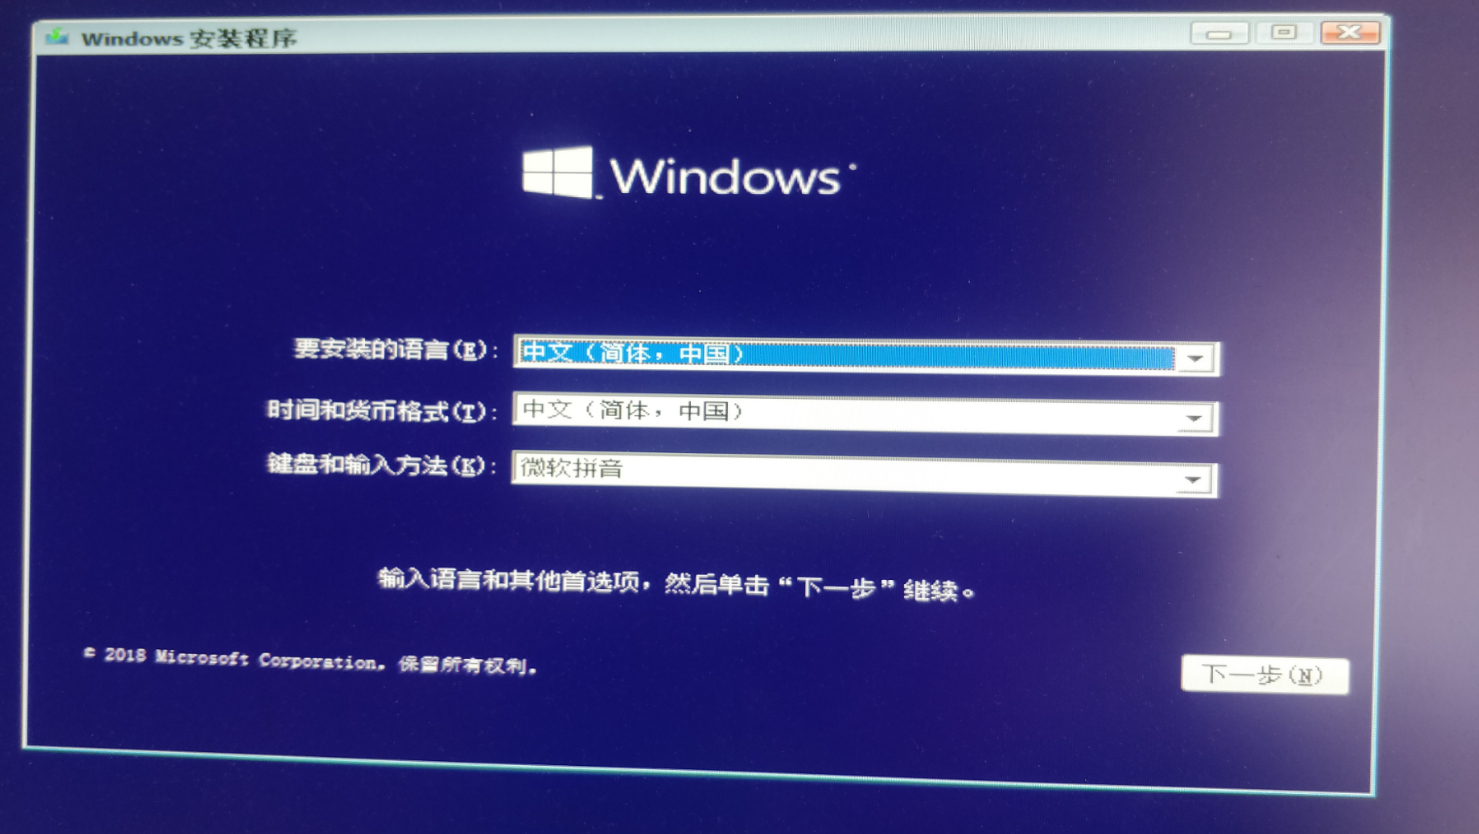 Windows 安装程序
Windows
要安装的语言(E): 中文（简体，中国）
时间和货币格式(T): 中文（简体，中国）
键盘和输入方法(K): 微软拼音
输入语言和其他首选项，然后单击“下一步”继续。
© 2018 Microsoft Corporation。保留所有权利。
下一步(N)